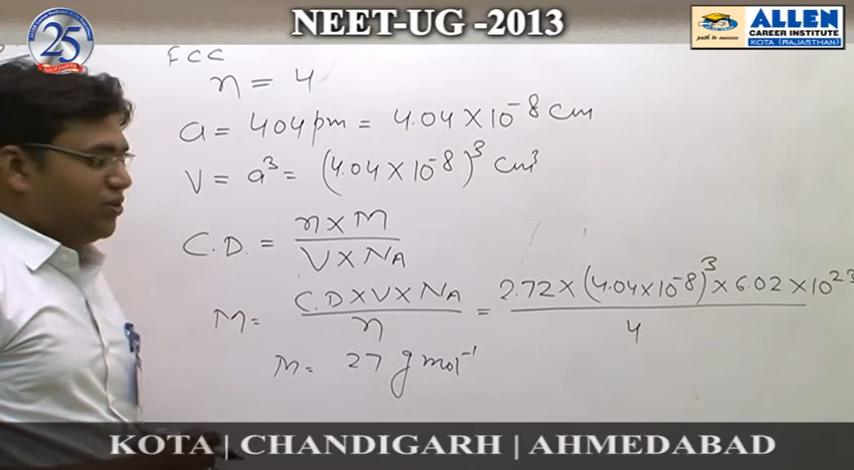 NEET-UG -2013
25
ALLEN
CAREER INSTITUTE
KOTA (RAJASTHAN)
path to success
FCC
n = 4
a = 404 pm = 4.04 × 10⁻⁸ cm
V = a³ = (4.04 × 10⁻⁸)³ cm³
C.D. = n × M / V × NA
M = C.D × V × NA / n = 2.72 × (4.04 × 10⁻⁸)³ × 6.02 × 10²³ / 4
M = 27 g mol⁻¹
KOTA | CHANDIGARH | AHMEDABAD